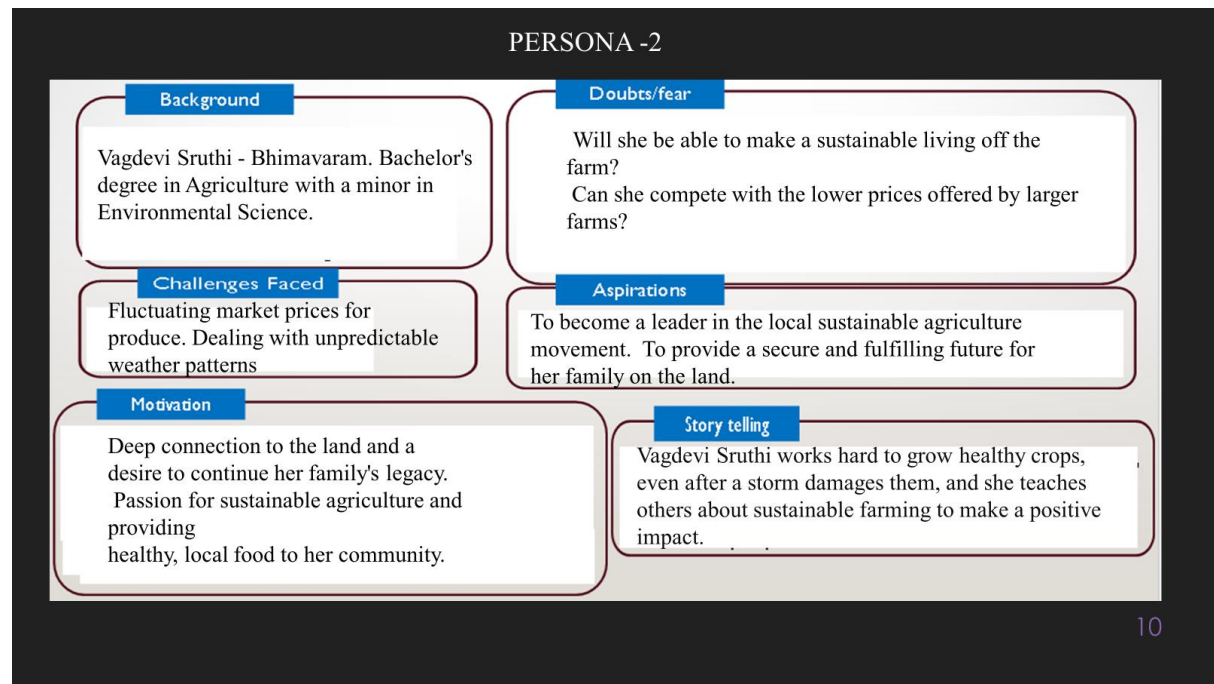 PERSONA -2
Background
Vagdevi Sruthi - Bhimavaram. Bachelor's
degree in Agriculture with a minor in
Environmental Science.
Doubts/fear
Will she be able to make a sustainable living off the
farm?
Can she compete with the lower prices offered by larger
farms?
Challenges Faced
Fluctuating market prices for
produce. Dealing with unpredictable
weather patterns
Aspirations
To become a leader in the local sustainable agriculture
movement.  To provide a secure and fulfilling future for
her family on the land.
Motivation
Deep connection to the land and a
desire to continue her family's legacy.
Passion for sustainable agriculture and
providing
healthy, local food to her community.
Story telling
Vagdevi Sruthi works hard to grow healthy crops,
even after a storm damages them, and she teaches
others about sustainable farming to make a positive
impact.
10